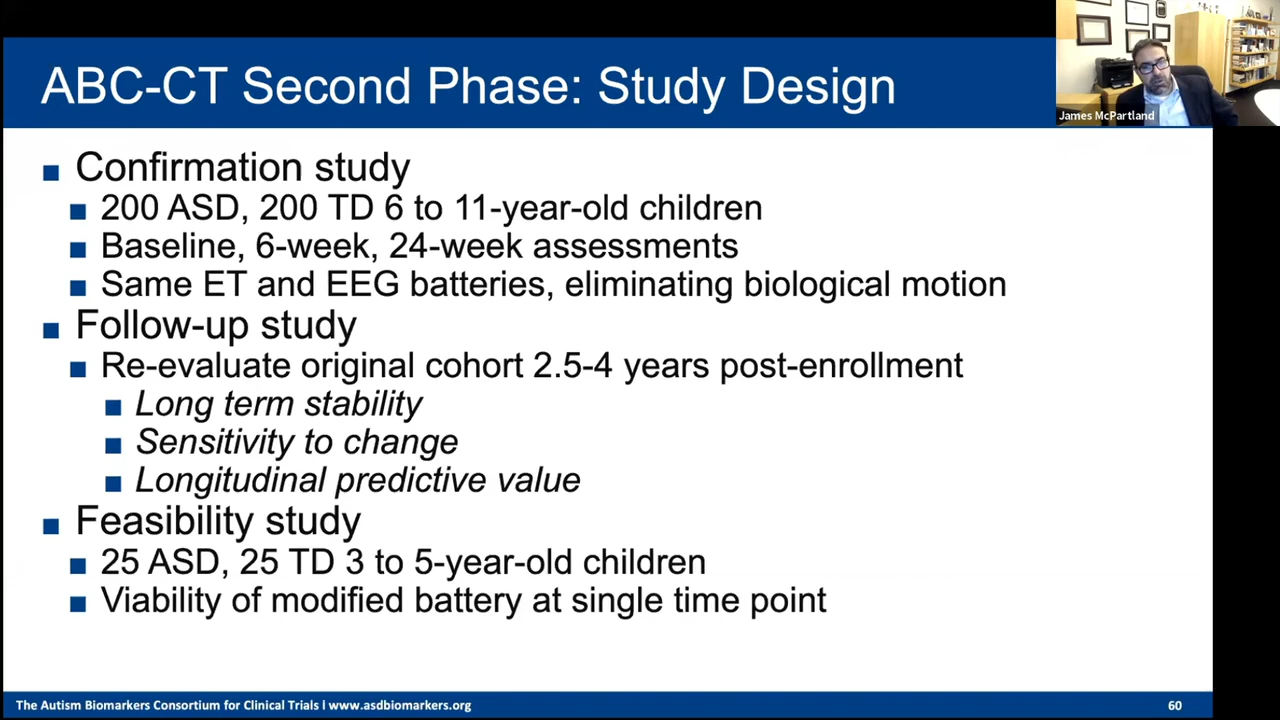 ABC-CT Second Phase: Study Design
James McPartland
Confirmation study
200 ASD, 200 TD 6 to 11-year-old children
Baseline, 6-week, 24-week assessments
Same ET and EEG batteries, eliminating biological motion
Follow-up study
Re-evaluate original cohort 2.5-4 years post-enrollment
Long term stability
Sensitivity to change
Longitudinal predictive value
Feasibility study
25 ASD, 25 TD 3 to 5-year-old children
Viability of modified battery at single time point
The Autism Biomarkers Consortium for Clinical Trials I www.asdbiomarkers.org
60